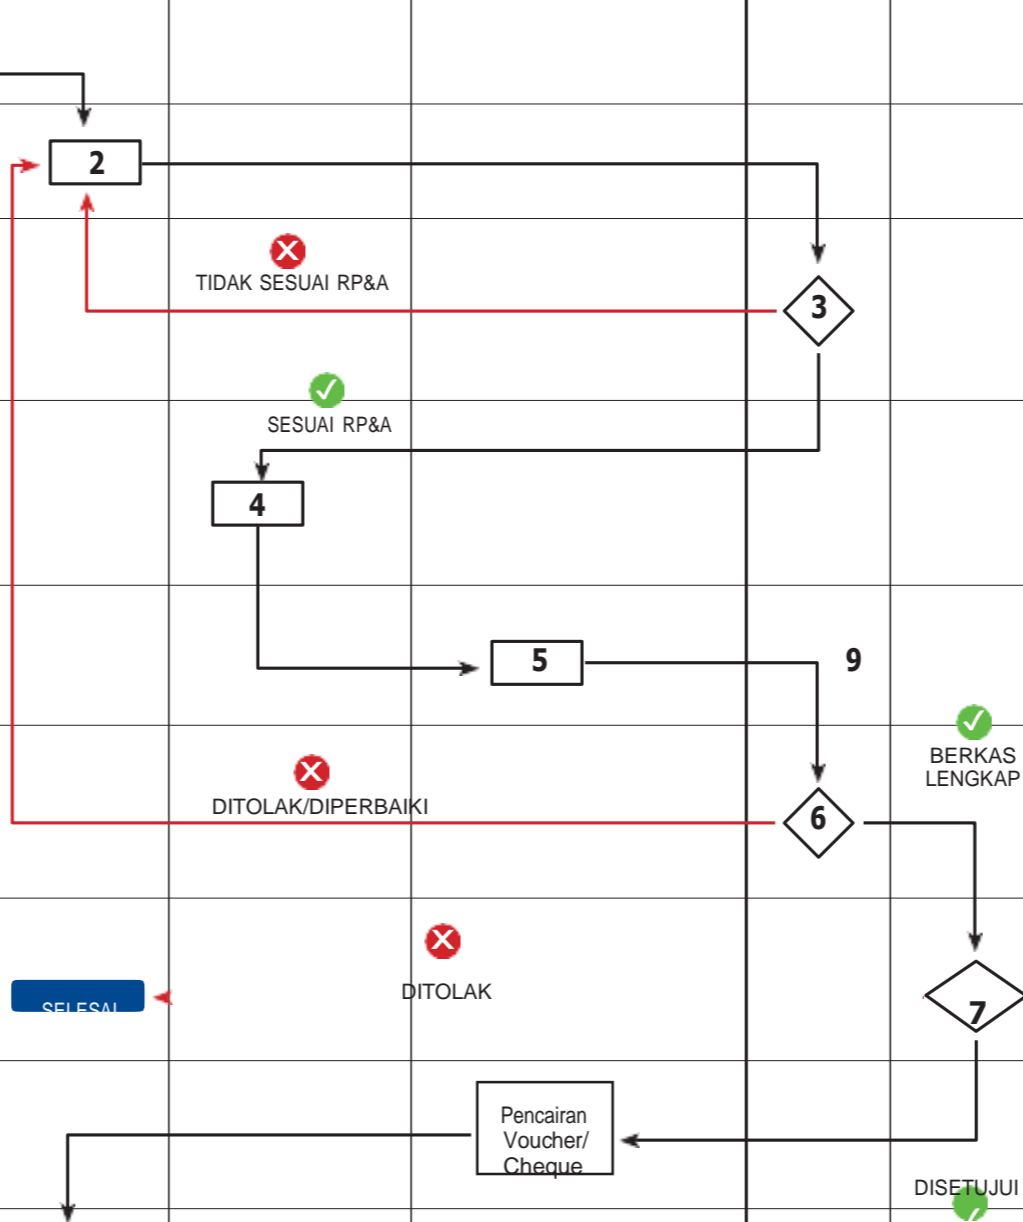 2
TIDAK SESUAI RP&A
3
SESUAI RP&A
4
5
9
BERKAS
LENGKAP
DITOLAK/DIPERBAIKI
6
DITOLAK
SELESAI
7
Pencairan
Voucher/
Cheque
DISETUJUI